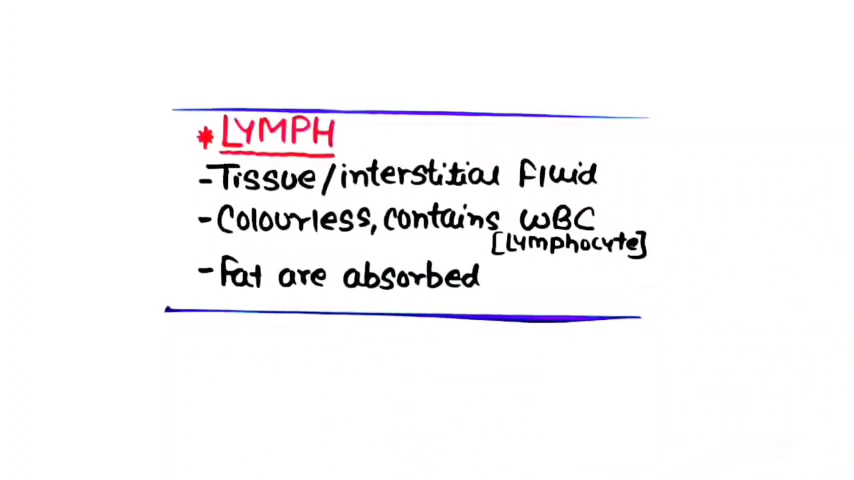 * LYMPH
- Tissue/interstitial fluid
- Colourless, contains WBC
[Lymphocyte]
- Fat are absorbed